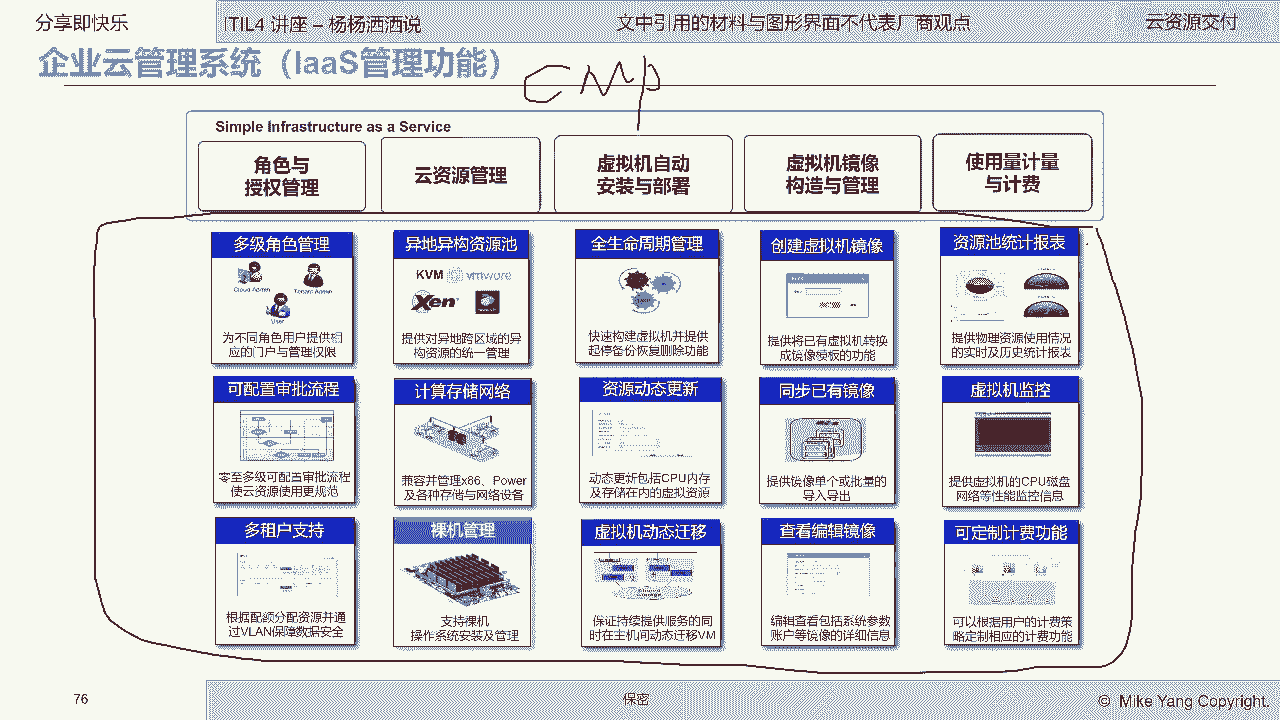 分享即快乐
ITIL4 讲座 – 杨杨洒洒说
文中引用的材料与图形界面不代表厂商观点
云资源交付
企业云管理系统（IaaS管理功能）
CMP
Simple Infrastructure as a Service
角色与
授权管理
云资源管理
虚拟机自动
安装与部署
虚拟机镜像
构造与管理
使用量计量
与计费
多级角色管理
Cloud Admin
Tenant Admin
User
为不同角色用户提供相
应的门户与管理权限
异地异构资源池
KVM
vmware
Xen
提供对异地跨区域的异
构资源的统一管理
全生命周期管理
快速构建虚拟机并提供
起停备份恢复删除功能
创建虚拟机镜像
提供将已有虚拟机转换
成镜像模板的功能
资源池统计报表
提供物理资源使用情况
的实时及历史统计报表
可配置审批流程
零至多级可配置审批流程
使云资源使用更规范
计算存储网络
兼容并管理x86、Power
及各种存储与网络设备
资源动态更新
动态更新包括CPU内存
及存储在内的虚拟资源
同步已有镜像
提供镜像单个或批量的
导入导出
虚拟机监控
提供虚拟机的CPU磁盘
网络等性能监控信息
多租户支持
根据配额分配资源并通
过VLAN保障数据安全
裸机管理
支持裸机
操作系统安装及管理
虚拟机动态迁移
保证持续提供服务的同
时在主机间动态迁移VM
查看编辑镜像
编辑查看包括系统参数
账户等镜像的详细信息
可定制计费功能
可以根据用户的计费策
略定制相应的计费功能
76
保密
© Mike Yang Copyright.